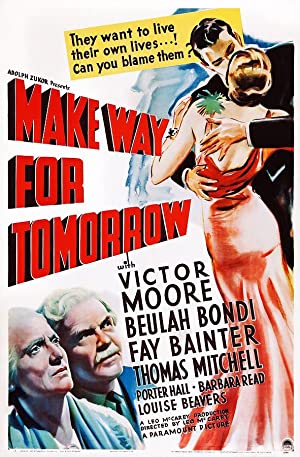 They want to live
their own lives...!
Can you blame them?
ADOLPH ZUKOR Presents
MAKE WAY
FOR
TOMORROW
with
VICTOR
MOORE
BEULAH BONDI
FAY BAINTER
THOMAS MITCHELL
PORTER HALL · BARBARA READ
LOUISE BEAVERS
A LEO McCAREY PRODUCTION
DIRECTED BY LEO McCAREY
A PARAMOUNT PICTURE